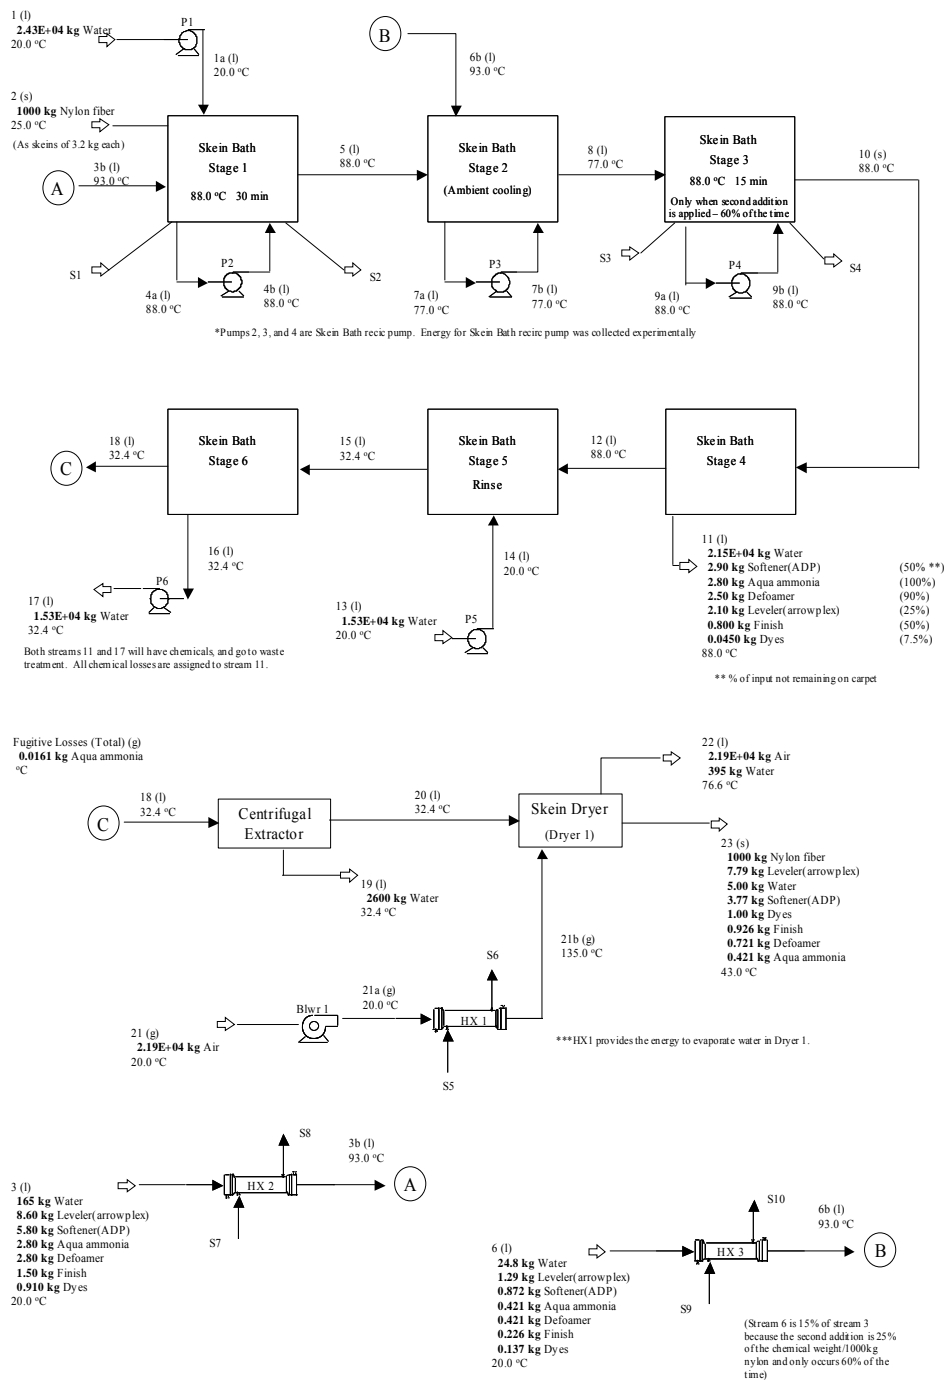 1 (l)
2.43E+04 kg Water
20.0 °C
P1
1a (l)
20.0 °C
B
6b (l)
93.0 °C
2 (s)
1000 kg Nylon fiber
25.0 °C
(As skeins of 3.2 kg each)
3b (l)
93.0 °C
A
Skein Bath
Stage 1
88.0 °C 30 min
5 (l)
88.0 °C
Skein Bath
Stage 2
(Ambient cooling)
8 (l)
77.0 °C
Skein Bath
Stage 3
88.0 °C 15 min
Only when second addition
is applied – 60% of the time
10 (s)
88.0 °C
S1
P2
4a (l)
88.0 °C
4b (l)
88.0 °C
S2
P3
7a (l)
77.0 °C
7b (l)
77.0 °C
S3
P4
9a (l)
88.0 °C
9b (l)
88.0 °C
S4
*Pumps 2, 3, and 4 are Skein Bath recic pump. Energy for Skein Bath recirc pump was collected experimentally
C
18 (l)
32.4 °C
Skein Bath
Stage 6
15 (l)
32.4 °C
Skein Bath
Stage 5
Rinse
12 (l)
88.0 °C
Skein Bath
Stage 4
16 (l)
32.4 °C
P6
17 (l)
1.53E+04 kg Water
32.4 °C
14 (l)
20.0 °C
13 (l)
1.53E+04 kg Water
20.0 °C
P5
11 (l)
2.15E+04 kg Water
2.90 kg Softener(ADP) (50% **)
2.80 kg Aqua ammonia (100%)
2.50 kg Defoamer (90%)
2.10 kg Leveler(arrowplex) (25%)
0.800 kg Finish (50%)
0.0450 kg Dyes (7.5%)
88.0 °C
** % of input not remaining on carpet
Both streams 11 and 17 will have chemicals, and go to waste
treatment. All chemical losses are assigned to stream 11.
Fugitive Losses (Total) (g)
0.0161 kg Aqua ammonia
°C
C
18 (l)
32.4 °C
Centrifugal
Extractor
20 (l)
32.4 °C
Skein Dryer
(Dryer 1)
22 (l)
2.19E+04 kg Air
395 kg Water
76.6 °C
19 (l)
2600 kg Water
32.4 °C
23 (s)
1000 kg Nylon fiber
7.79 kg Leveler(arrowplex)
5.00 kg Water
3.77 kg Softener(ADP)
1.00 kg Dyes
0.926 kg Finish
0.721 kg Defoamer
0.421 kg Aqua ammonia
43.0 °C
21b (g)
135.0 °C
S6
21 (g)
2.19E+04 kg Air
20.0 °C
Blwr 1
21a (g)
20.0 °C
HX 1
S5
***HX1 provides the energy to evaporate water in Dryer 1.
3 (l)
165 kg Water
8.60 kg Leveler(arrowplex)
5.80 kg Softener(ADP)
2.80 kg Aqua ammonia
2.80 kg Defoamer
1.50 kg Finish
0.910 kg Dyes
20.0 °C
S8
HX 2
S7
3b (l)
93.0 °C
A
6 (l)
24.8 kg Water
1.29 kg Leveler(arrowplex)
0.872 kg Softener(ADP)
0.421 kg Aqua ammonia
0.421 kg Defoamer
0.226 kg Finish
0.137 kg Dyes
20.0 °C
S10
HX 3
S9
6b (l)
93.0 °C
B
(Stream 6 is 15% of stream 3
because the second addition is 25%
of the chemical weight/1000kg
nylon and only occurs 60% of the
time)